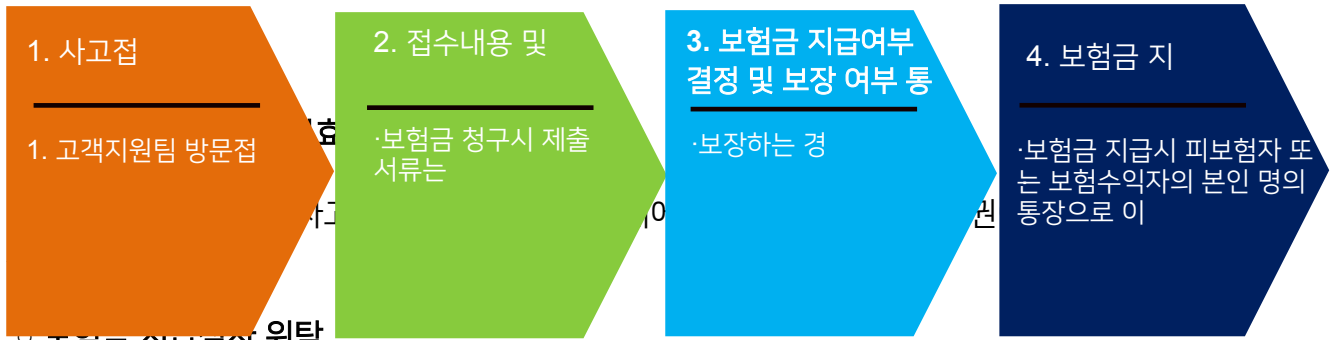 1. 사고접
1. 고객지원팀 방문접
2. 접수내용 및
·보험금 청구시 제출
서류는
3. 보험금 지급여부
결정 및 보장 여부 통
·보장하는 경
4. 보험금 지
·보험금 지급시 피보험자 또
는 보험수익자의 본인 명의
통장으로 이
위탁